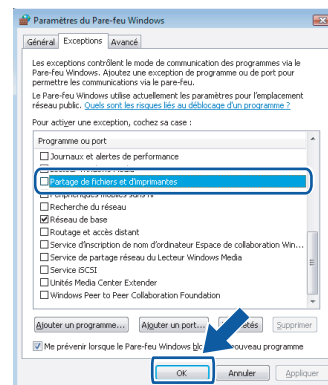 Paramètres du Pare-feu Windows
Général Exceptions Avancé
Les exceptions contrôlent le mode de communication des programmes via le
Pare-feu Windows. Ajoutez une exception de programme ou de port pour
permettre les communications via le pare-feu.
Le Pare-feu Windows utilise actuellement les paramètres pour l'emplacement
réseau public. Quels sont les risques liés au déblocage d'un programme ?
Pour activer une exception, cochez sa case :
Programme ou port
Journaux et alertes de performance
Partage de fichiers et d'imprimantes
Recherche du réseau
Réseau de base
Routage et accès distant
Service d'inscription de nom d'ordinateur Espace de collaboration Win...
Service de partage réseau du Lecteur Windows Media
Service iSCSI
Unités Media Center Extender
Windows Peer to Peer Collaboration Foundation
Ajouter un programme... Ajouter un port... Supprimer
Me prévenir lorsque le Pare-feu Windows nouveau programme
OK Annuler Appliquer